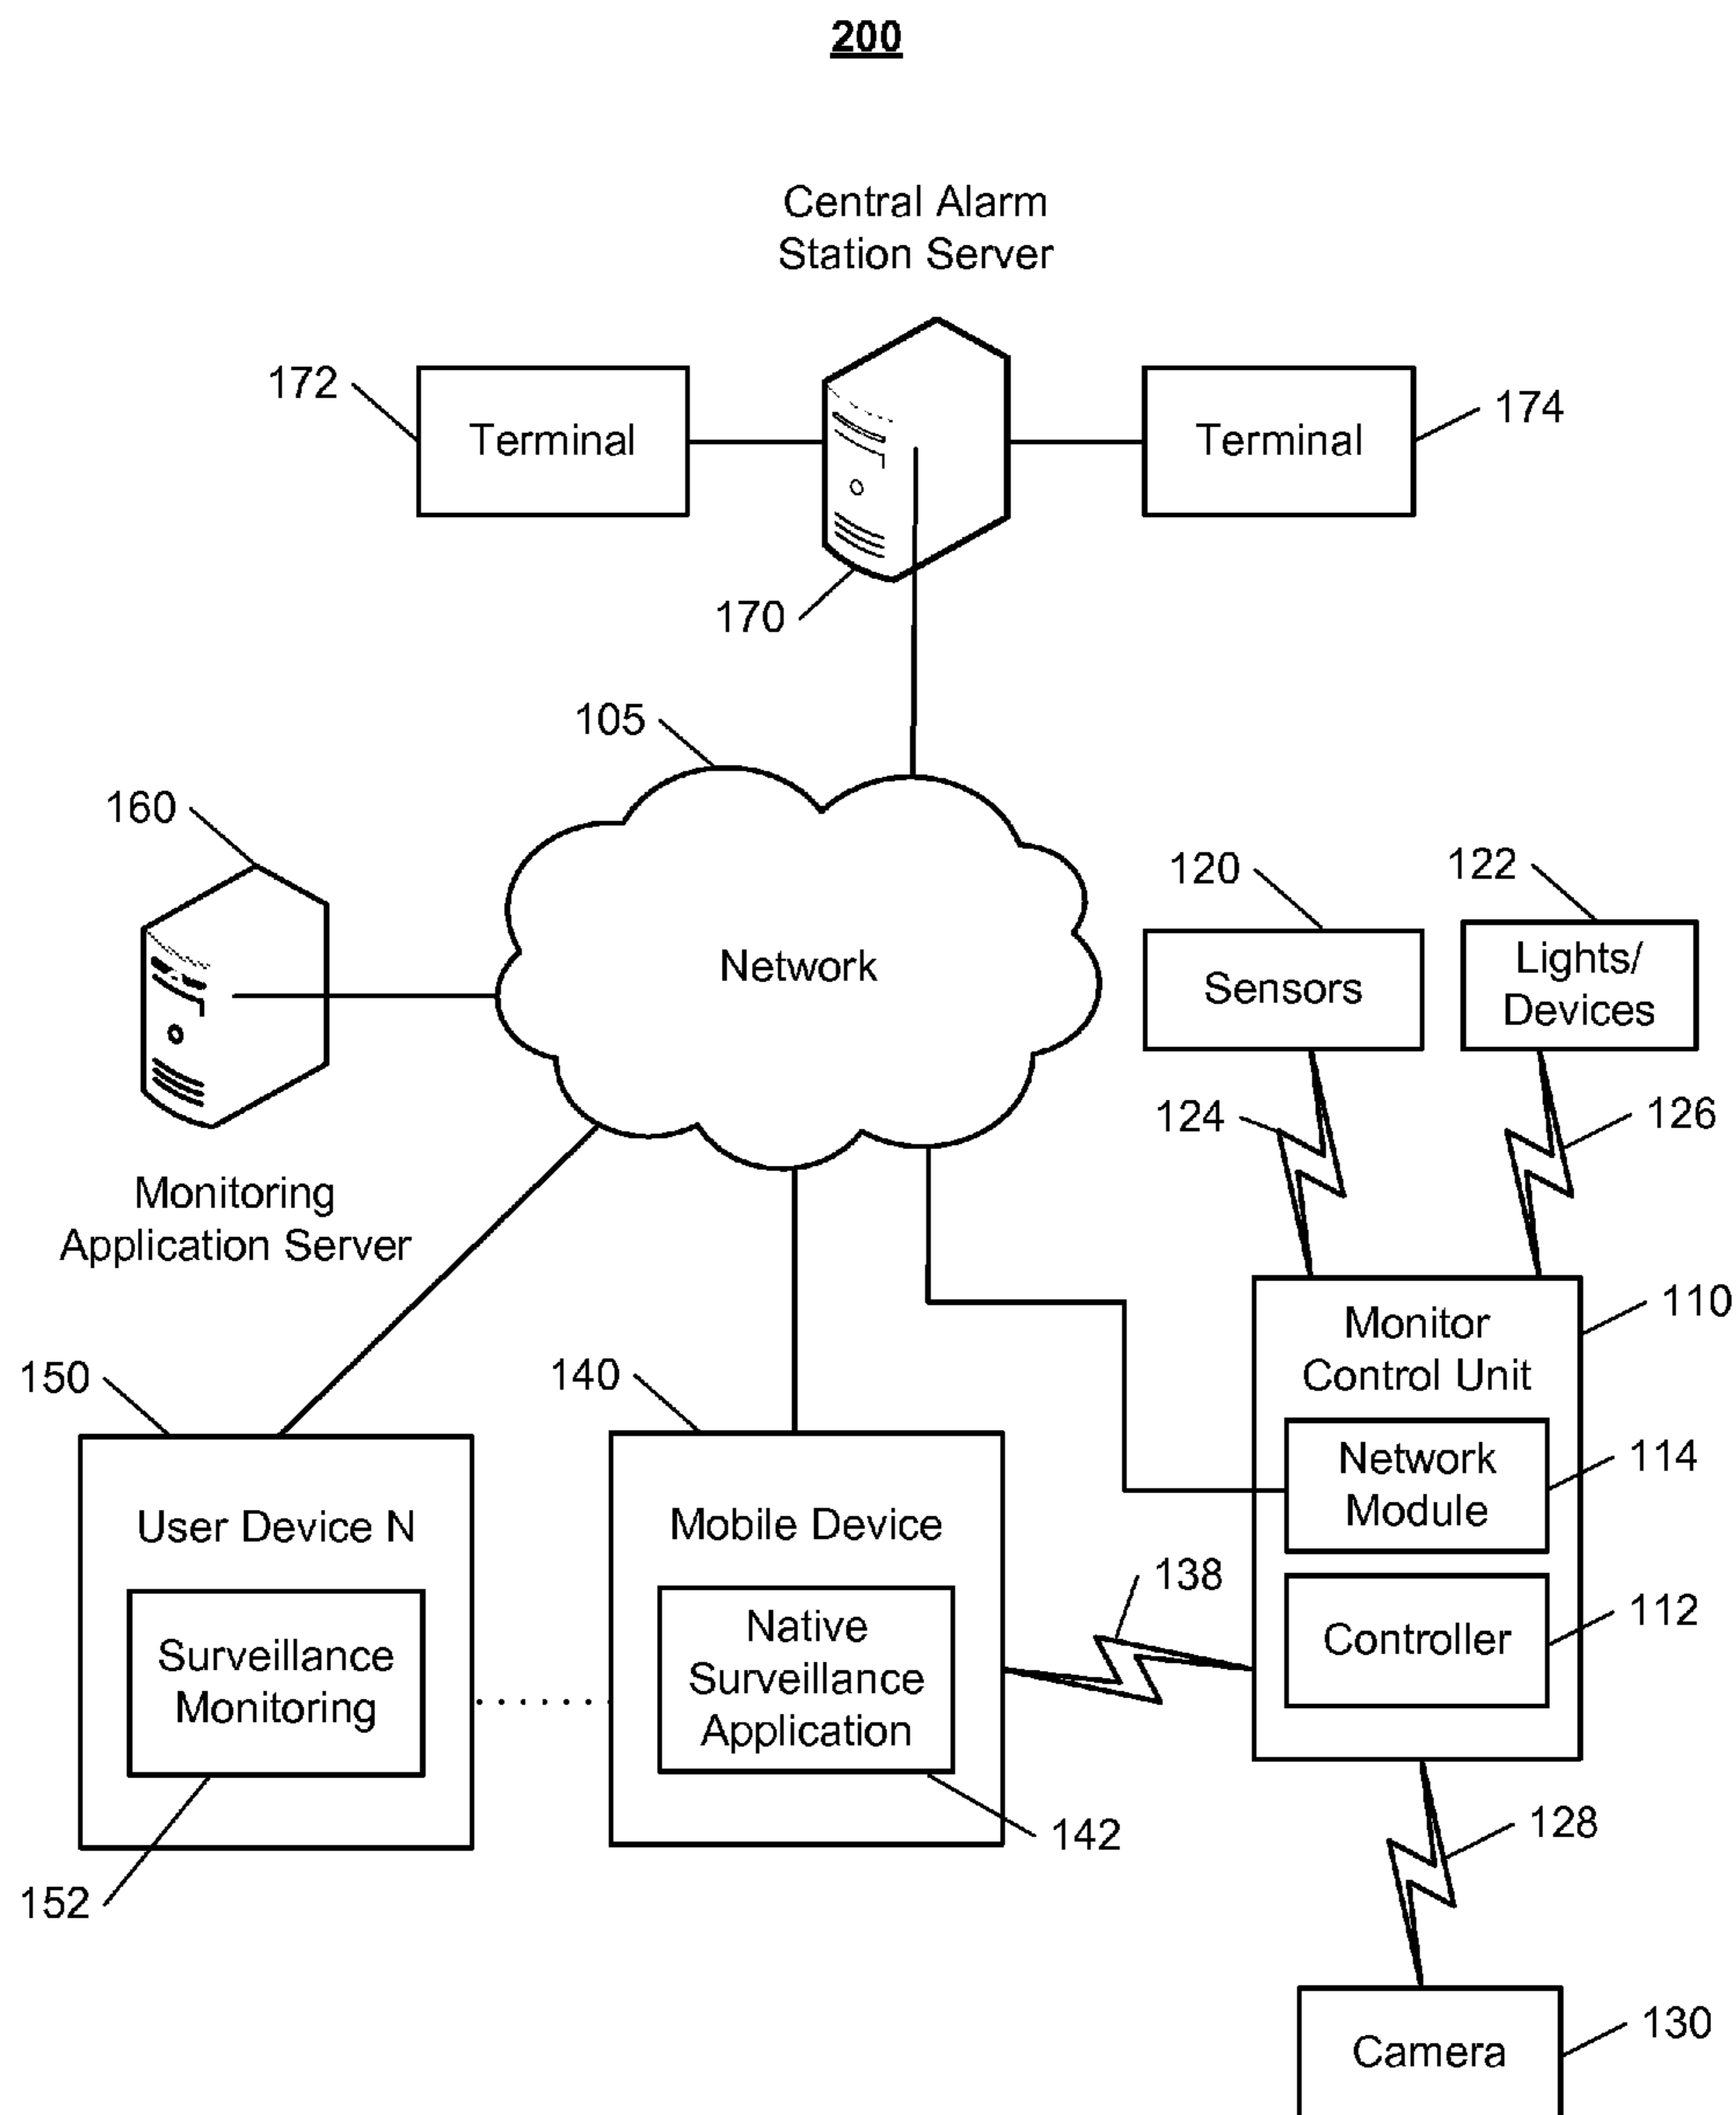 200
Central Alarm
Station Server
172
Terminal
Terminal
174
170
105
160
Network
120
122
Sensors
Lights/
Devices
124
126
Monitoring
Application Server
110
Monitor
Control Unit
150
140
Network
Module
114
User Device N
Mobile Device
138
Controller
112
Surveillance
Monitoring
Native
Surveillance
Application
142
128
152
Camera
130